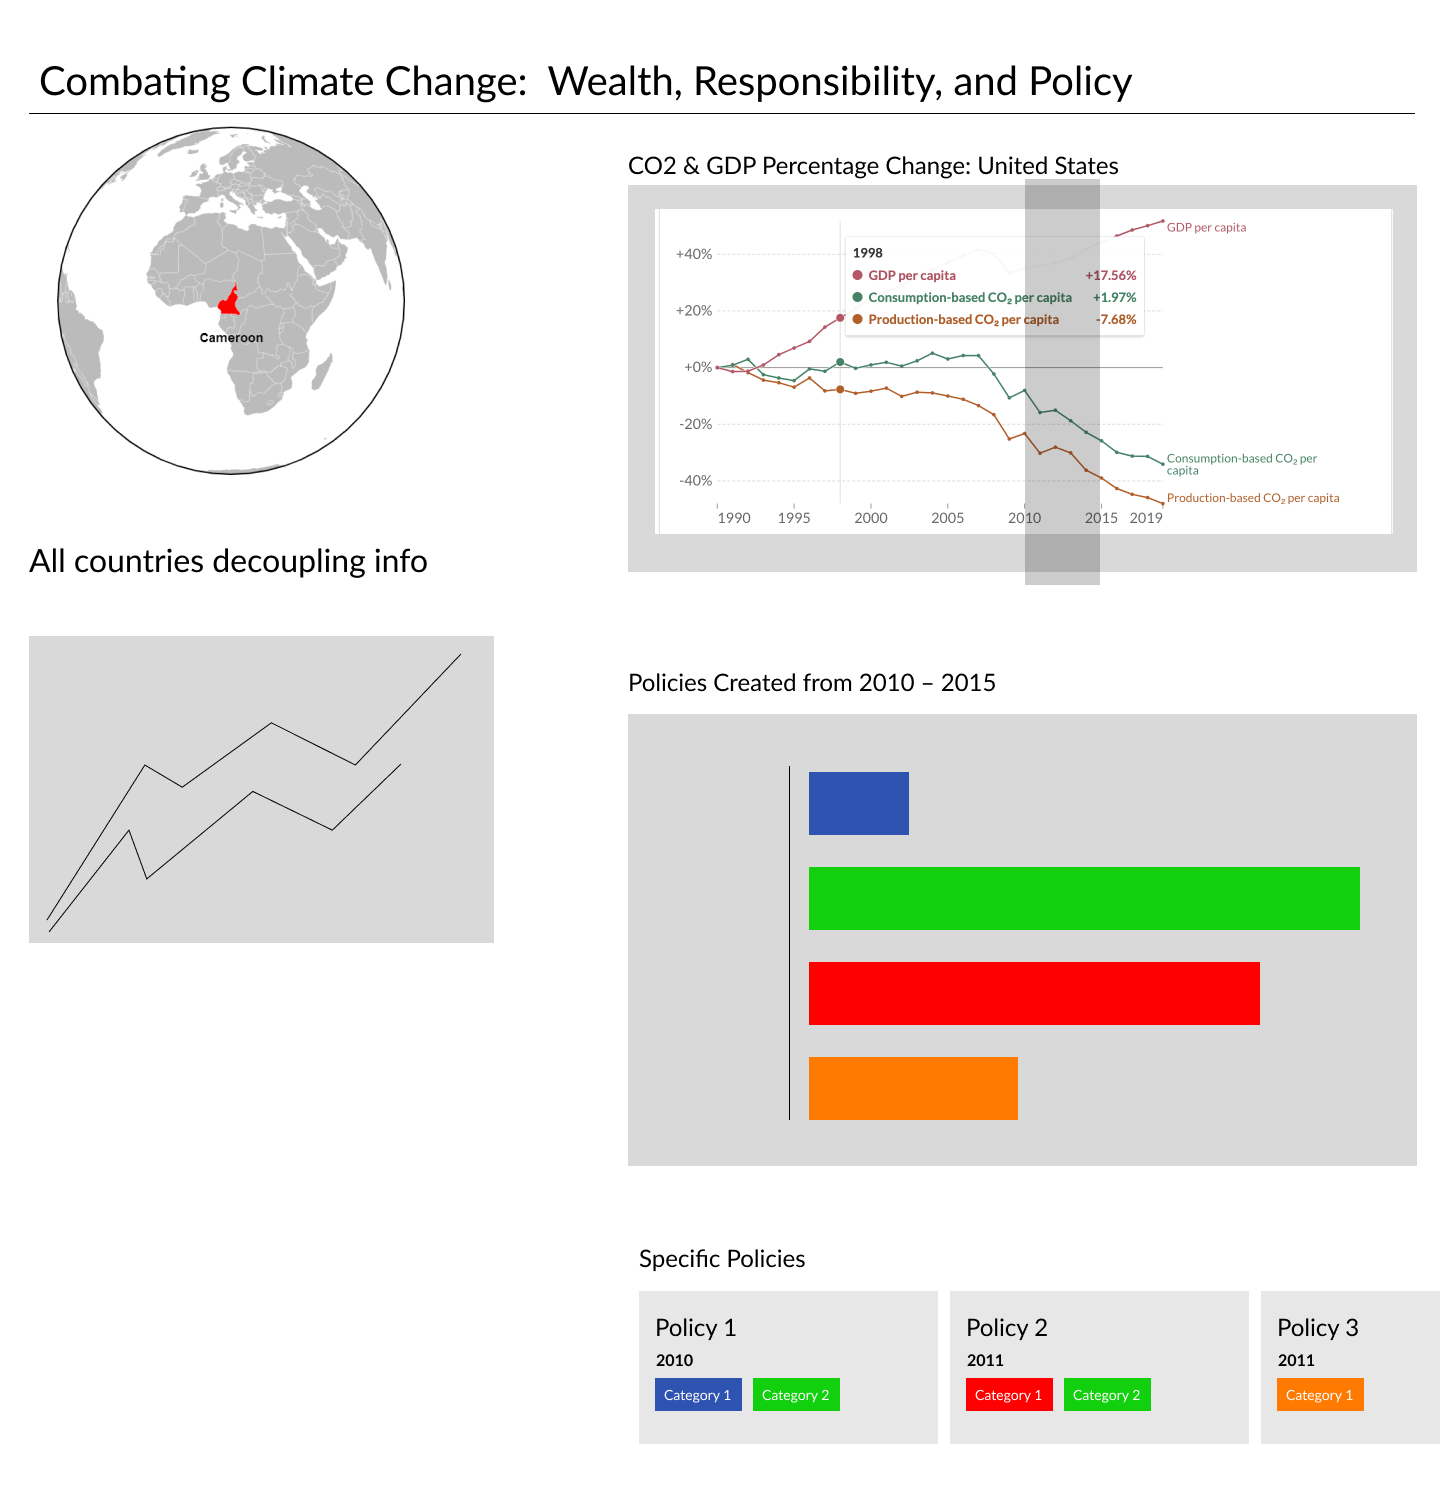 Combating Climate Change:  Wealth, Responsibility, and Policy
Cameroon
All countries decoupling info
CO2 & GDP Percentage Change: United States
GDP per capita
+40%
+20%
+0%
-20%
-40%
1998
GDP per capita +17.56%
Consumption-based CO₂ per capita +1.97%
Production-based CO₂ per capita -7.68%
Consumption-based CO₂ per
capita
Production-based CO₂ per capita
1990 1995 2000 2005 2010 2015 2019
Policies Created from 2010 – 2015
Specific Policies
Policy 1
2010
Category 1 Category 2
Policy 2
2011
Category 1 Category 2
Policy 3
2011
Category 1